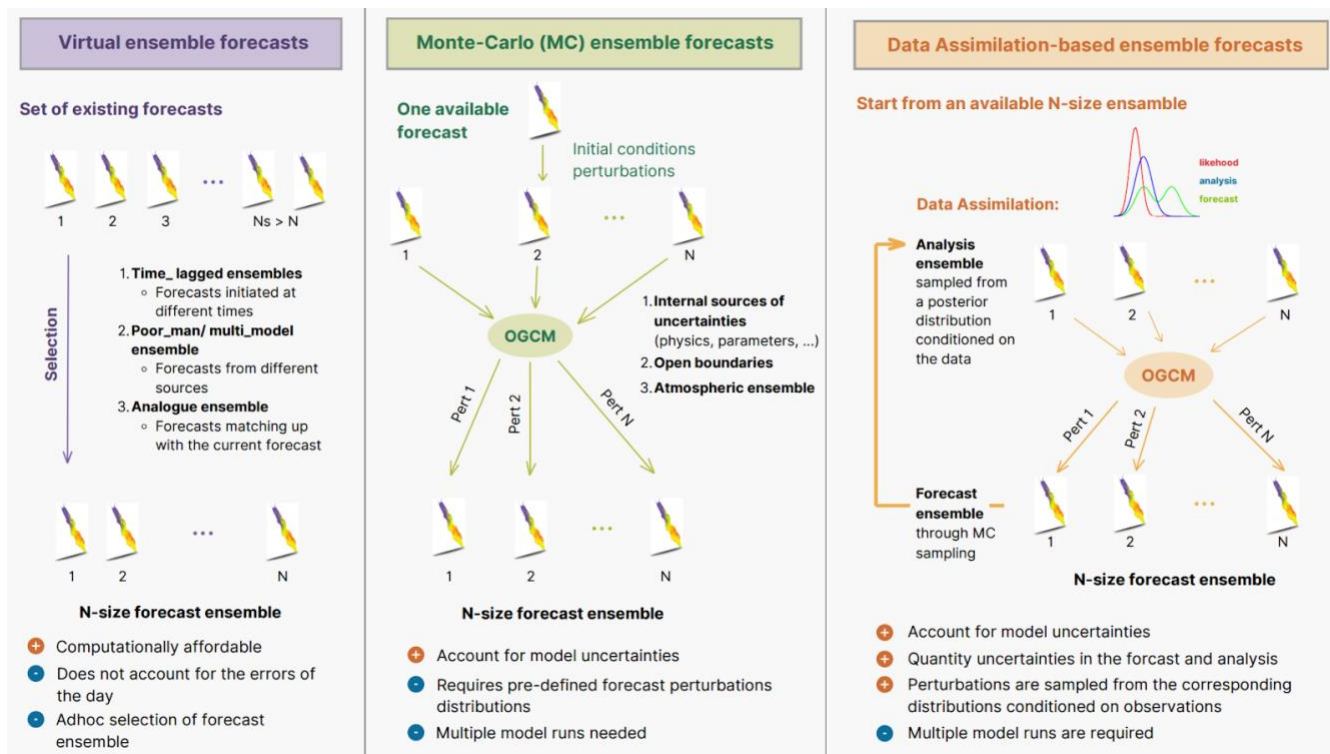 Virtual ensemble forecasts
Set of existing forecasts
1
2
3
...
Ns > N
Selection
1. Time_ lagged ensembles
Forecasts initiated at
different times
2. Poor_man/ multi_model
ensemble
Forecasts from different
sources
3. Analogue ensemble
Forecasts matching up
with the current forecast
...
1
2
N
N-size forecast ensemble
+ Computationally affordable
- Does not account for the errors of
the day
- Adhoc selection of forecast
ensemble
Monte-Carlo (MC) ensemble forecasts
One available
forecast
Initial conditions
perturbations
...
1
2
N
OGCM
1. Internal sources of
uncertainties
(physics, parameters, ...)
2. Open boundaries
3. Atmospheric ensemble
Pert 1
Pert 2
Pert N
...
1
2
N
N-size forecast ensemble
+ Account for model uncertainties
- Requires pre-defined forecast perturbations
distributions
- Multiple model runs needed
Data Assimilation-based ensemble forecasts
Start from an available N-size ensamble
likehood
analysis
forecast
Data Assimilation:
Analysis
ensemble
sampled from
a posterior
distribution
conditioned on
the data
...
1
2
N
OGCM
Pert 1
Pert 2
Pert N
Forecast
ensemble
through MC
sampling
...
1
2
N
N-size forecast ensemble
+ Account for model uncertainties
+ Quantity uncertainties in the forcast and analysis
+ Perturbations are sampled from the corresponding
distributions conditioned on observations
- Multiple model runs are required